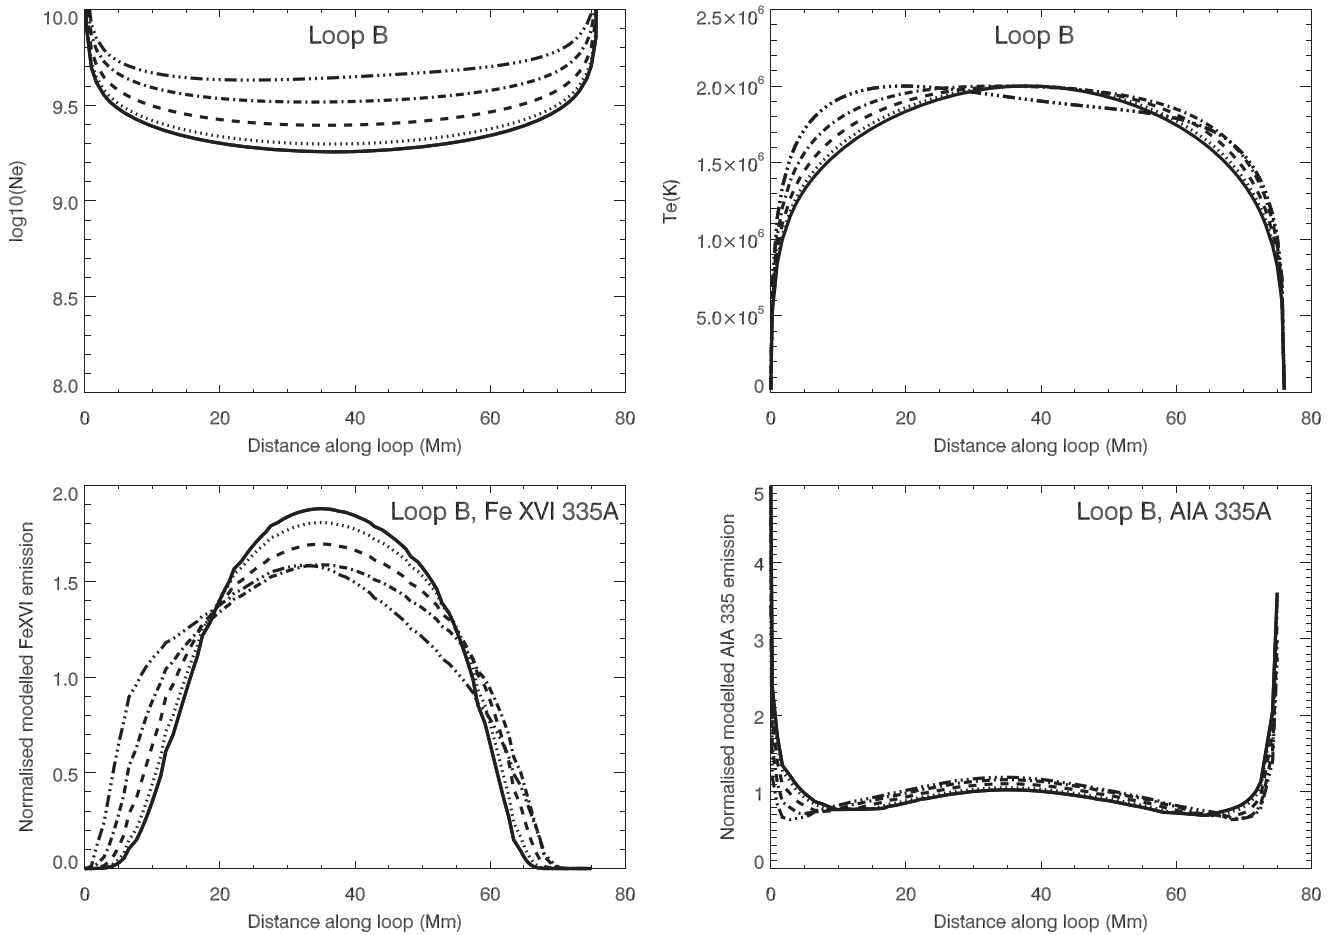 Loop B
log10(Ne)
10.0
9.5
9.0
8.5
8.0
0 20 40 60 80
Distance along loop (Mm)
Loop B
Te(K)
2.5×10⁶
2.0×10⁶
1.5×10⁶
1.0×10⁶
5.0×10⁵
0
0 20 40 60 80
Distance along loop (Mm)
Loop B, Fe XVI 335A
Normalised modelled FeXVI emission
2.0
1.5
1.0
0.5
0.0
0 20 40 60 80
Distance along loop (Mm)
Loop B, AIA 335A
Normalised modelled AIA 335 emission
5
4
3
2
1
0
0 20 40 60 80
Distance along loop (Mm)